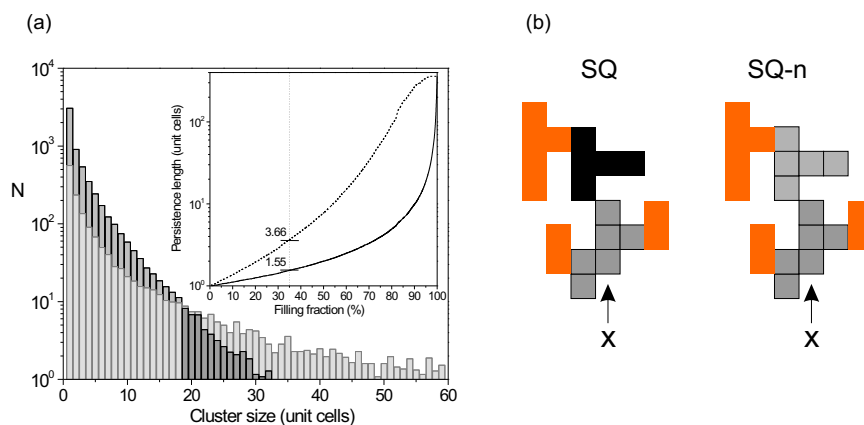 (a)
(b)
10^4
10^3
10^2
10^1
10^0
N
0 10 20 30 40 50 60
Cluster size (unit cells)
Persistence length (unit cells)
10^2
10^1
10^0
3.66
1.55
0 10 20 30 40 50 60 70 80 90 100
Filling fraction (%)
SQ SQ-n
x x